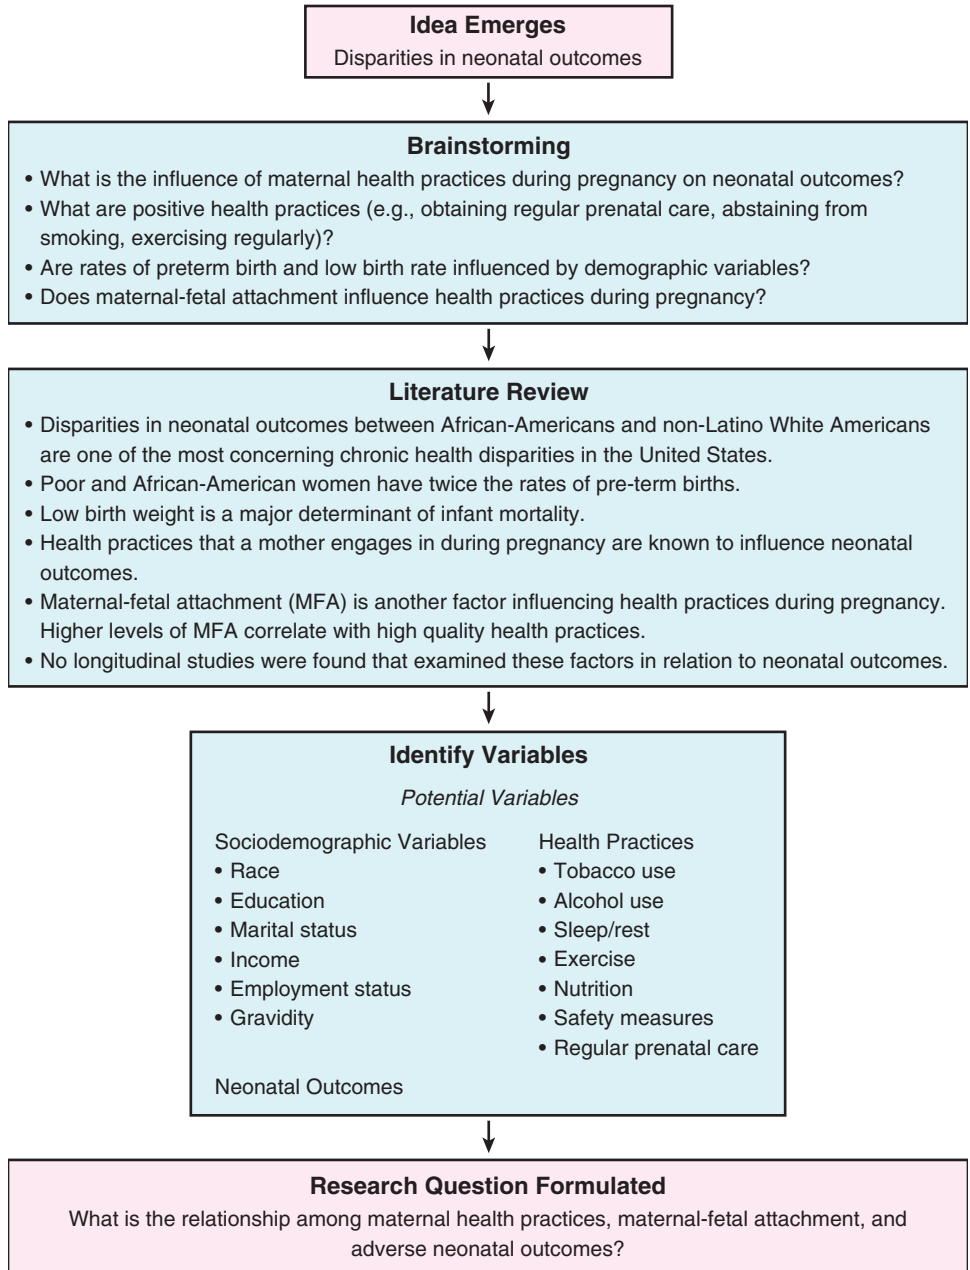 Idea Emerges
Disparities in neonatal outcomes
Brainstorming
• What is the influence of maternal health practices during pregnancy on neonatal outcomes?
• What are positive health practices (e.g., obtaining regular prenatal care, abstaining from
smoking, exercising regularly)?
• Are rates of preterm birth and low birth rate influenced by demographic variables?
• Does maternal-fetal attachment influence health practices during pregnancy?
Literature Review
• Disparities in neonatal outcomes between African-Americans and non-Latino White Americans
are one of the most concerning chronic health disparities in the United States.
• Poor and African-American women have twice the rates of pre-term births.
• Low birth weight is a major determinant of infant mortality.
• Health practices that a mother engages in during pregnancy are known to influence neonatal
outcomes.
• Maternal-fetal attachment (MFA) is another factor influencing health practices during pregnancy.
Higher levels of MFA correlate with high quality health practices.
• No longitudinal studies were found that examined these factors in relation to neonatal outcomes.
Identify Variables
Potential Variables
Sociodemographic Variables
• Race
• Education
• Marital status
• Income
• Employment status
• Gravidity
Health Practices
• Tobacco use
• Alcohol use
• Sleep/rest
• Exercise
• Nutrition
• Safety measures
• Regular prenatal care
Neonatal Outcomes
Research Question Formulated
What is the relationship among maternal health practices, maternal-fetal attachment, and
adverse neonatal outcomes?